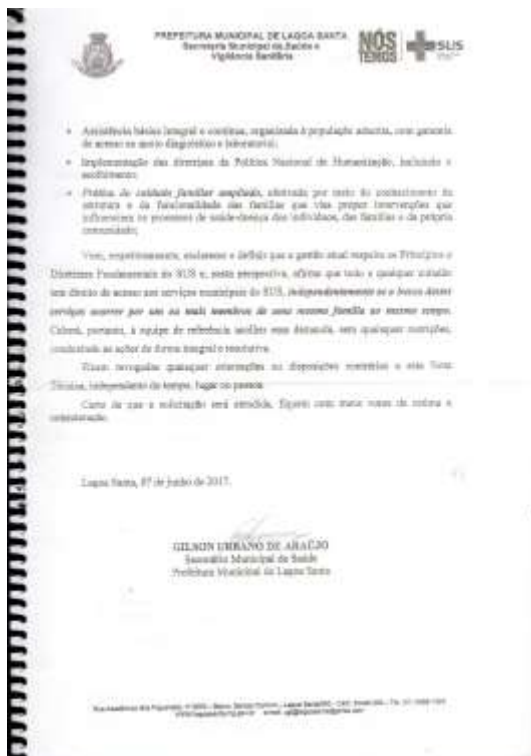 PREFEITURA MUNICIPAL DE LAGOA SANTA
Secretaria Municipal de Saúde e
Vigilância Sanitária
NÓS
TEMOS
SUS
• Assistência básica integral e contínua, organizada à população adscrita, com garantia
de acesso ao apoio diagnóstico e laboratorial;
• Implementação das diretrizes da Política Nacional de Humanização, incluindo o
acolhimento;
• Prática do cuidado familiar ampliado, efetivada por meio do conhecimento da
estrutura e da funcionalidade das famílias que visa propor intervenções que
influenciem os processos de saúde-doença dos indivíduos, das famílias e da própria
comunidade;
Vem, respeitosamente, esclarecer e definir que a gestão atual respeita os Princípios e
Diretrizes Fundamentais do SUS e, nesta perspectiva, afirma que todo e qualquer cidadão
tem direito de acesso aos serviços municipais do SUS, independentemente se a busca destes
serviços ocorrer por um ou mais membros de uma mesma família ao mesmo tempo.
Caberá, portanto, à equipe de referência acolher essa demanda, sem quaisquer restrições,
conduzindo as ações de forma integral e resolutiva.
Ficam revogadas quaisquer orientações ou disposições contrárias a esta Nota
Técnica, independente de tempo, lugar ou pessoa.
Certo de que a solicitação será atendida, fiquem com meus votos de estima e
consideração.
Lagoa Santa, 07 de junho de 2017.
GILSON URBANO DE ARAÚJO
Secretário Municipal de Saúde
Prefeitura Municipal de Lagoa Santa